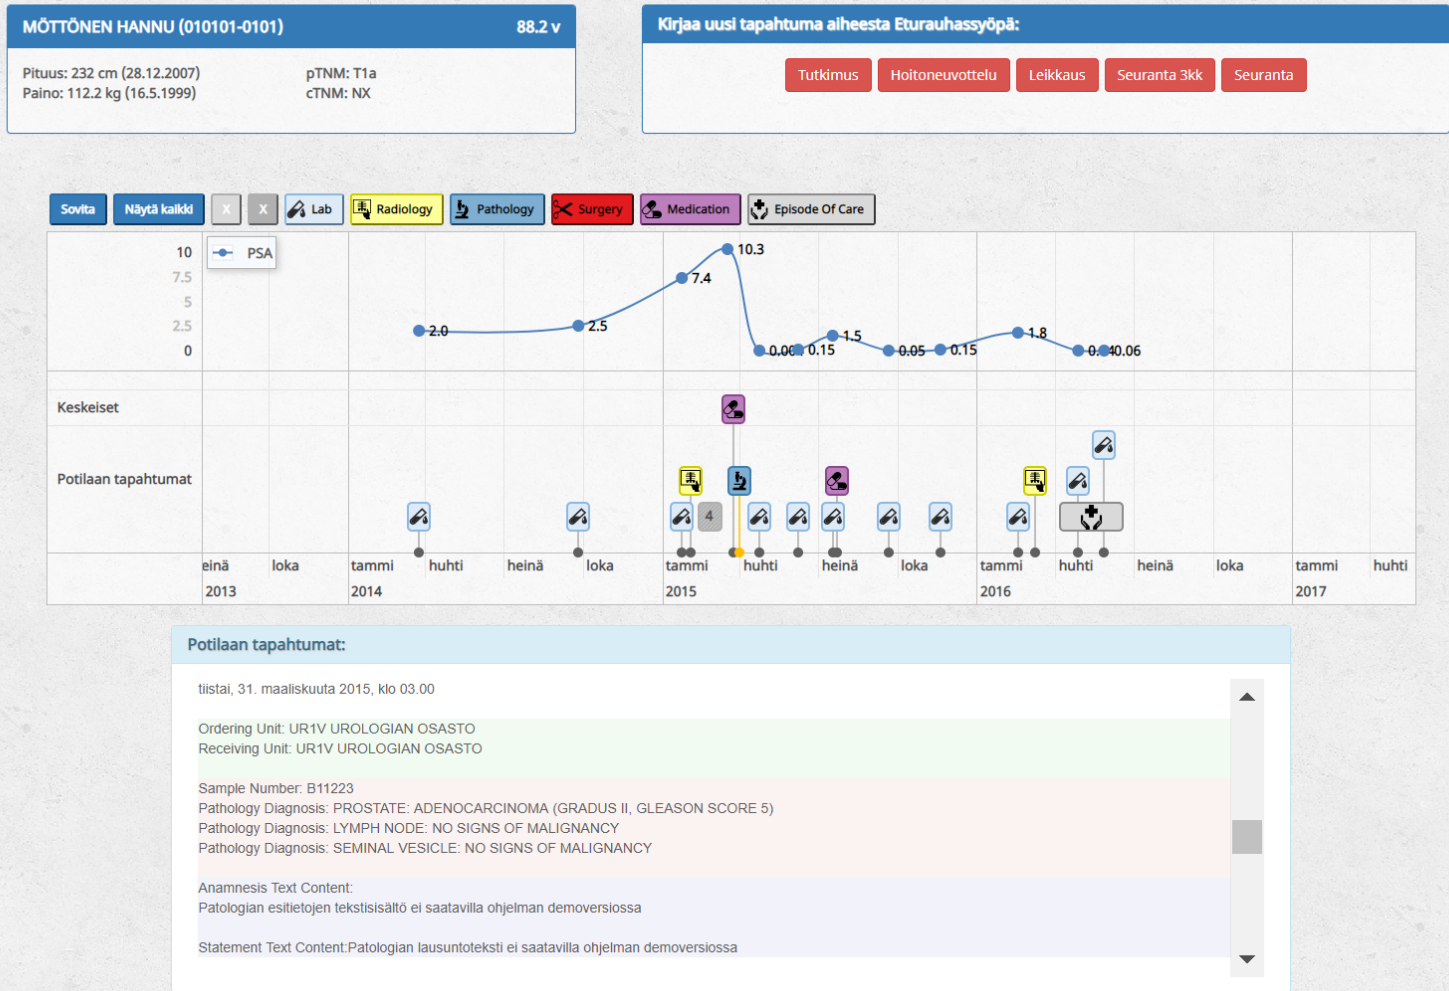 MÖTTÖNEN HANNU (010101-0101) 88.2 v
Pituus: 232 cm (28.12.2007) pTNM: T1a
Paino: 112.2 kg (16.5.1999) cTNM: NX
Kirjaa uusi tapahtuma aiheesta Eturauhassyöpä:
Tutkimus Hoitoneuvottelu Leikkaus Seuranta 3kk Seuranta
Sovita Näytä kaikki X X Lab Radiology Pathology Surgery Medication Episode Of Care
PSA
10
7.5
5
2.5
0
2.0 2.5 7.4 10.3 0.15 1.5 0.05 0.15 1.8 0.06
Keskeiset
Potilaan tapahtumat
4
einä loka tammi huhti heinä loka tammi huhti heinä loka tammi huhti heinä loka tammi huhti
2013 2014 2015 2016 2017
Potilaan tapahtumat:
tiistai, 31. maaliskuuta 2015, klo 03.00
Ordering Unit: UR1V UROLOGIAN OSASTO
Receiving Unit: UR1V UROLOGIAN OSASTO
Sample Number: B11223
Pathology Diagnosis: PROSTATE: ADENOCARCINOMA (GRADUS II, GLEASON SCORE 5)
Pathology Diagnosis: LYMPH NODE: NO SIGNS OF MALIGNANCY
Pathology Diagnosis: SEMINAL VESICLE: NO SIGNS OF MALIGNANCY
Anamnesis Text Content:
Patologian esitietojen tekstisisältö ei saatavilla ohjelman demoversiossa
Statement Text Content:Patologian lausuntoteksti ei saatavilla ohjelman demoversiossa